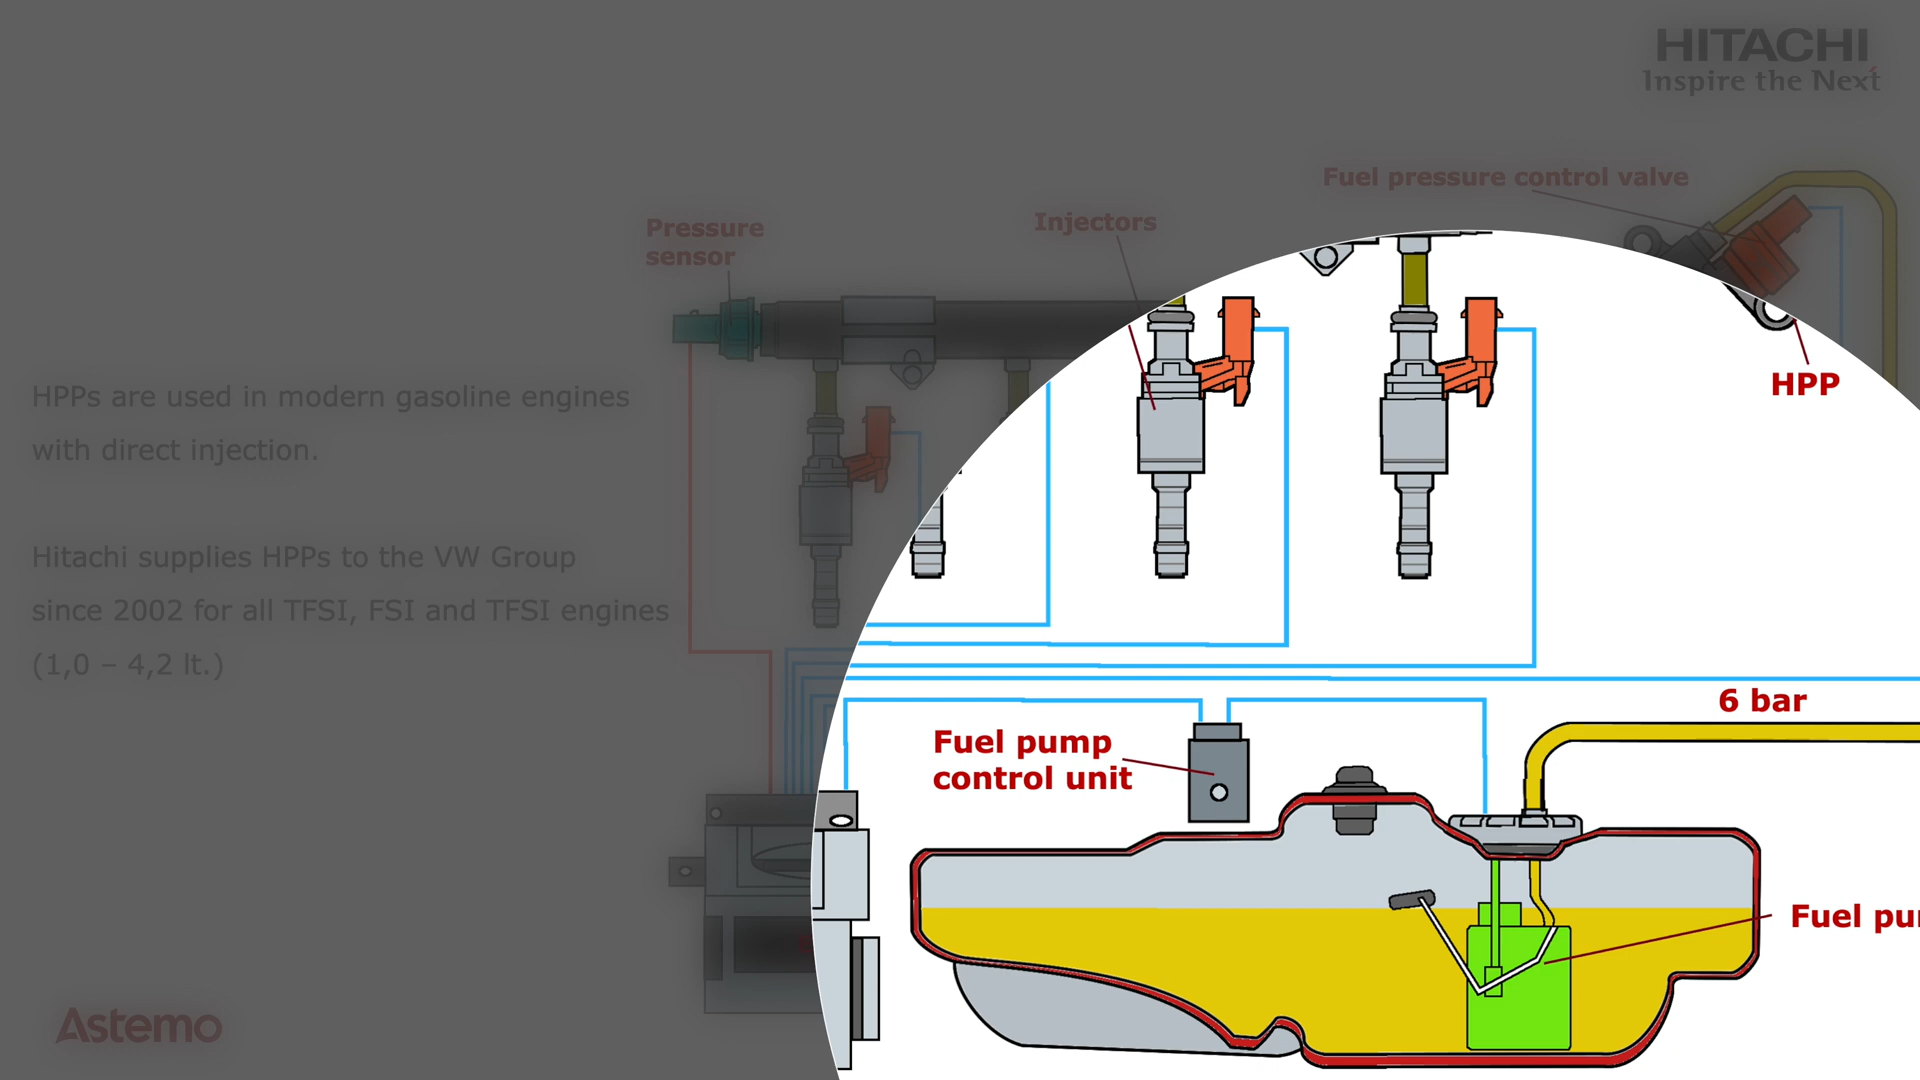 HITACHI
Inspire the Next
Fuel pressure control valve
Injectors
Pressure
sensor
HPP
HPPs are used in modern gasoline engines
with direct injection.
Hitachi supplies HPPs to the VW Group
since 2002 for all TFSI, FSI and TFSI engines
(1,0 – 4,2 lt.)
6 bar
Fuel pump
control unit
Fuel
Astemo